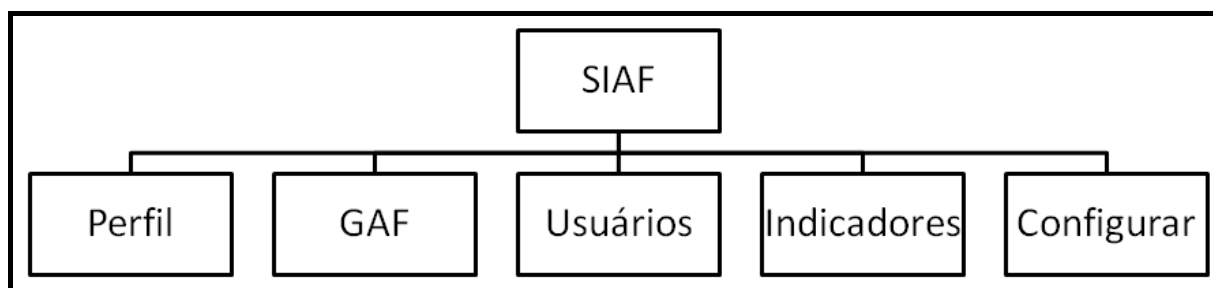 SIAF
Perfil
GAF
Usuários
Indicadores
Configurar